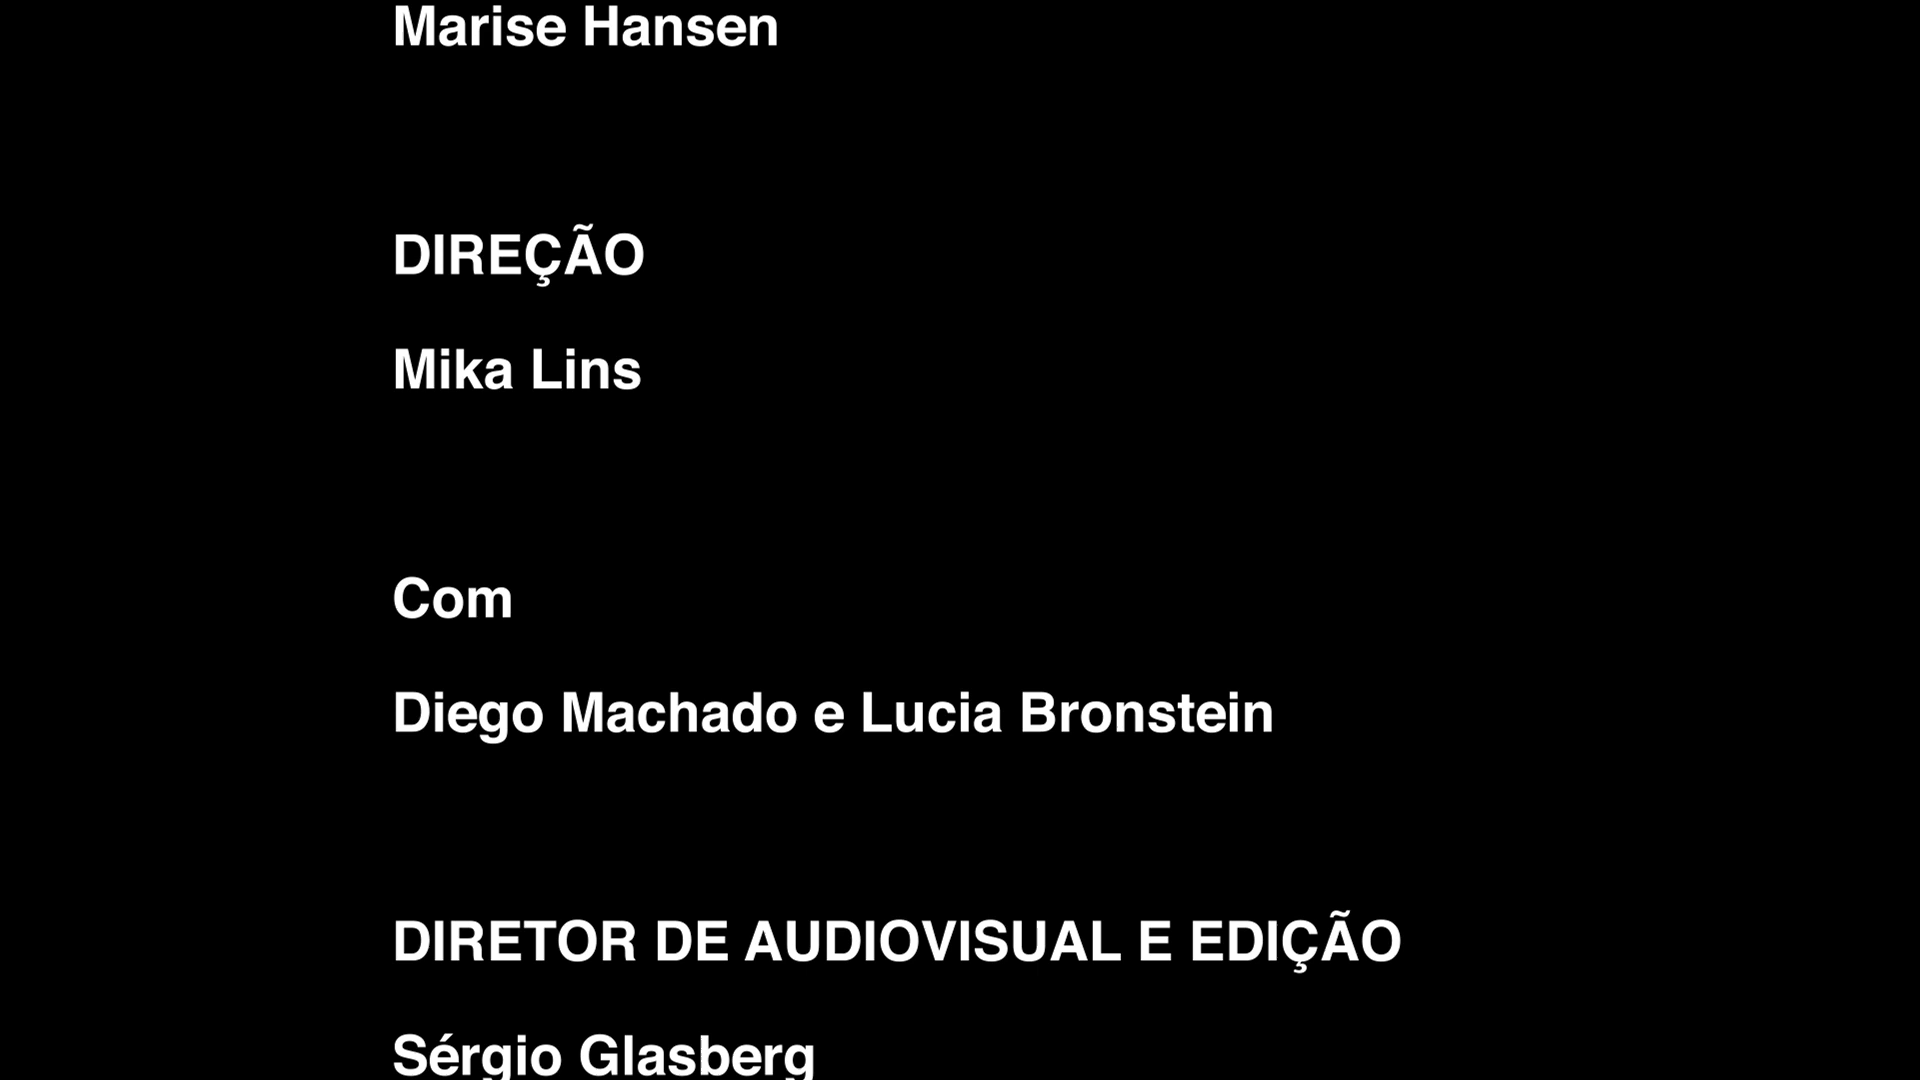 Marise Hansen
DIREÇÃO
Mika Lins
Com
Diego Machado e Lucia Bronstein
DIRETOR DE AUDIOVISUAL E EDIÇÃO
Sérgio Glasberg